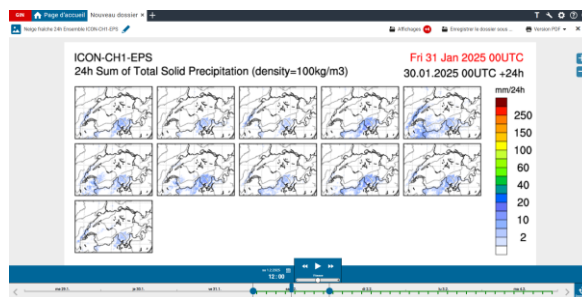 GIN Page d'accueil Nouveau dossier × +
Neige fraîche 24h Ensemble ICON-CH1-EPS Affichages Enregistrer le dossier sous ... Version PDF
ICON-CH1-EPS Fri 31 Jan 2025 00UTC
24h Sum of Total Solid Precipitation (density=100kg/m3) 30.01.2025 00UTC +24h
mm/24h
250
150
100
60
40
20
10
2
12:00